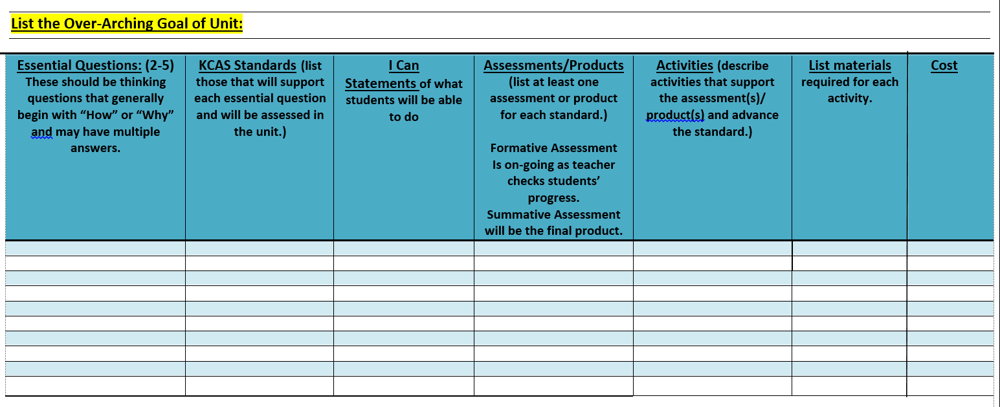 List the Over-Arching Goal of Unit:
Essential Questions: (2-5)
These should be thinking
questions that generally
begin with “How” or “Why”
and may have multiple
answers.
KCAS Standards (list
those that will support
each essential question
and will be assessed in
the unit.)
I Can
Statements of what
students will be able
to do
Assessments/Products
(list at least one
assessment or product
for each standard.)
Formative Assessment
Is on-going as teacher
checks students’
progress.
Summative Assessment
will be the final product.
Activities (describe
activities that support
the assessment(s)/
product(s) and advance
the standard.)
List materials
required for each
activity.
Cost